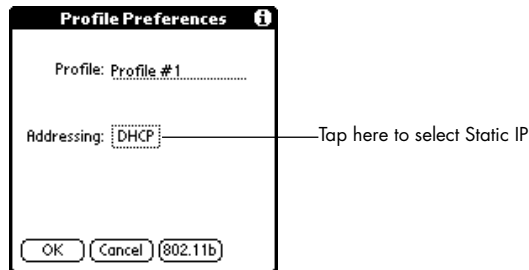 Profile Preferences i
Profile: Profile #1
Addressing: DHCP
Tap here to select Static IP
OK Cancel 802.11b